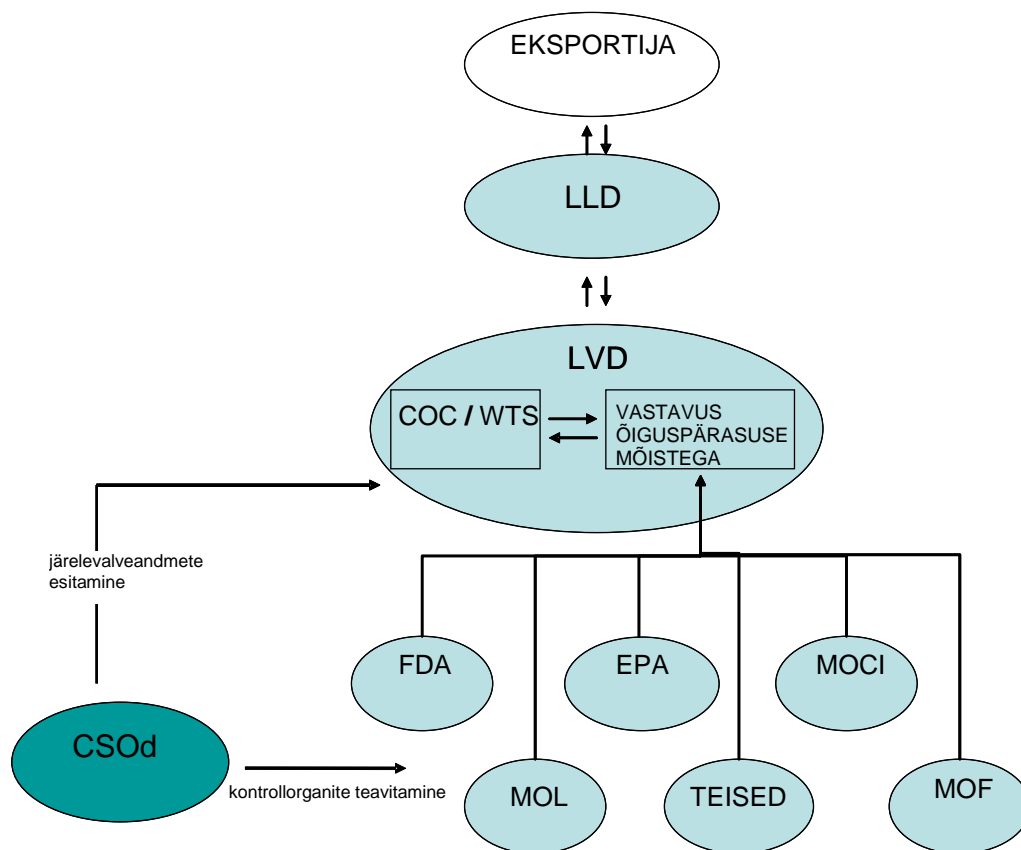 EKSPORTIJA
LLD
LVD
COC / WTS
VASTAVUS
ÕIGUSPÄRASUSE
MÕISTEGA
järelevalveandmete
esitamine
FDA
EPA
MOCI
CSOd
kontrollorganite teavitamine
MOL
TEISED
MOF